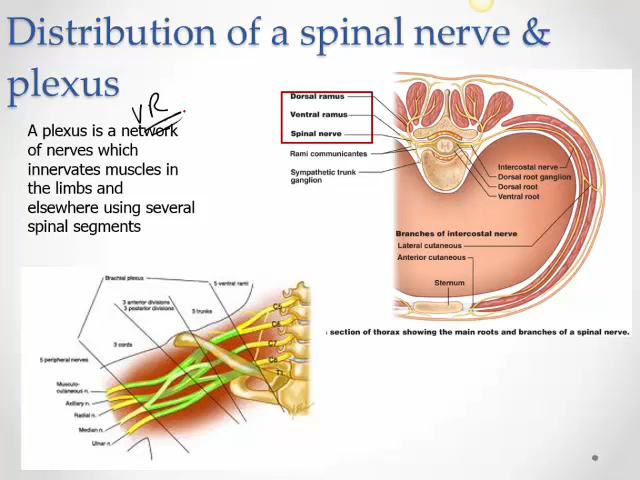 Distribution of a spinal nerve &
plexus
VR
A plexus is a network
of nerves which
innervates muscles in
the limbs and
elsewhere using several
spinal segments
Dorsal ramus
Ventral ramus
Spinal nerve
Rami communicantes
Sympathetic trunk
ganglion
Intercostal nerve
Dorsal root ganglion
Dorsal root
Ventral root
Branches of intercostal nerve
Lateral cutaneous
Anterior cutaneous
Sternum
section of thorax showing the main roots and branches of a spinal nerve.
Brachial plexus
5 ventral rami
3 anterior divisions
3 posterior divisions
3 trunks
3 cords
5 peripheral nerves
Musculo-
cutaneous n.
Axillary n.
Radial n.
Median n.
Ulnar n.
C5
C6
C7
C8
T1